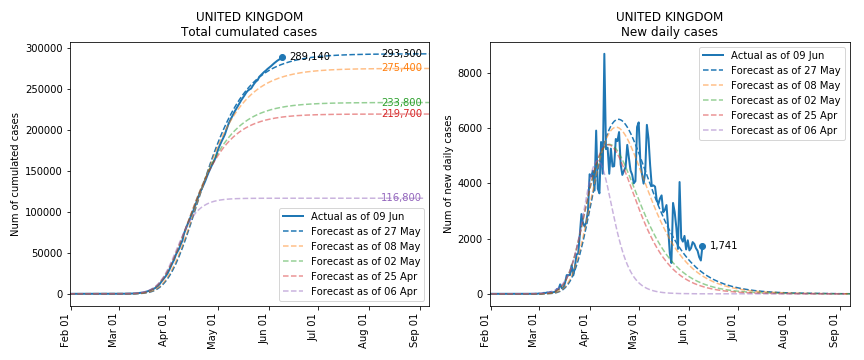 UNITED KINGDOM
Total cumulated cases
Num of cumulated cases
300000
250000
200000
150000
100000
50000
0
289,140
293,300
275,400
233,800
219,700
116,800
Actual as of 09 Jun
Forecast as of 27 May
Forecast as of 08 May
Forecast as of 02 May
Forecast as of 25 Apr
Forecast as of 06 Apr
Feb 01
Mar 01
Apr 01
May 01
Jun 01
Jul 01
Aug 01
Sep 01
UNITED KINGDOM
New daily cases
Num of new daily cases
8000
6000
4000
2000
0
1,741
Actual as of 09 Jun
Forecast as of 27 May
Forecast as of 08 May
Forecast as of 02 May
Forecast as of 25 Apr
Forecast as of 06 Apr
Feb 01
Mar 01
Apr 01
May 01
Jun 01
Jul 01
Aug 01
Sep 01